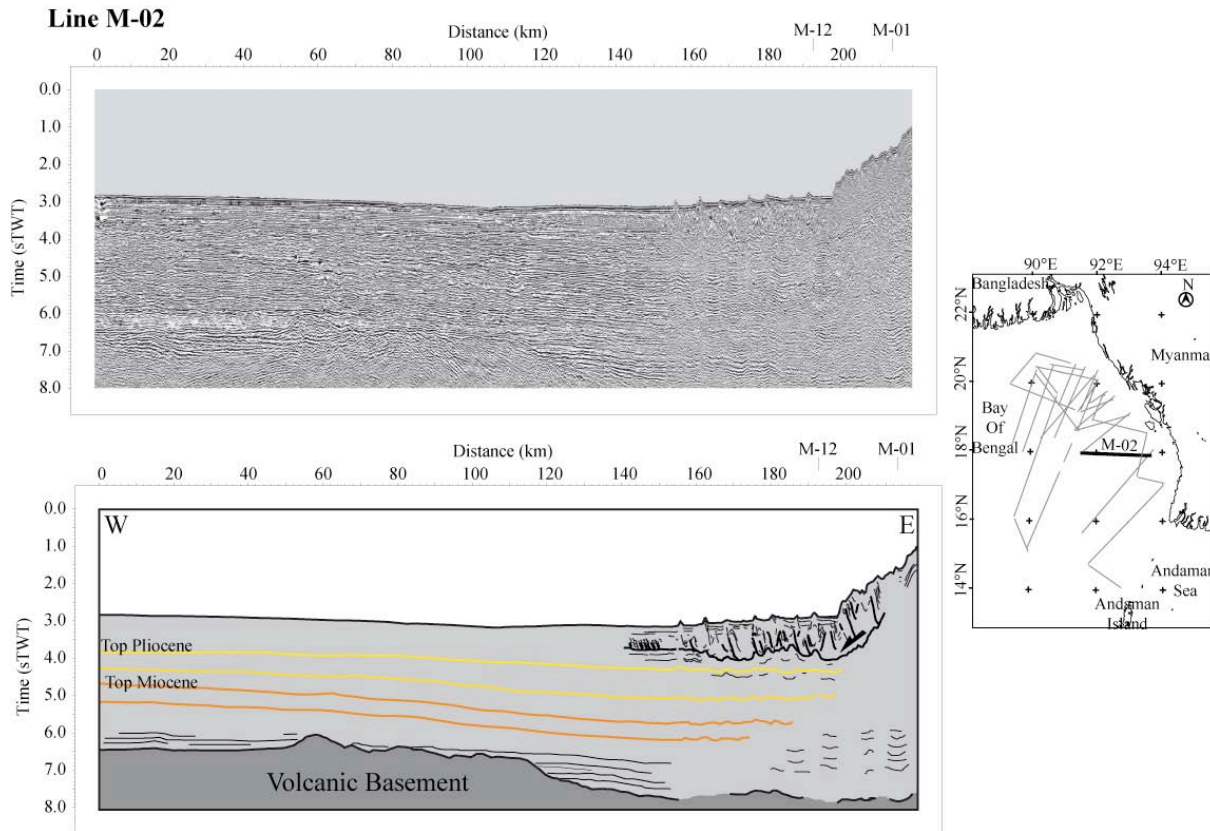 Line M-02
Distance (km)
M-12 M-01
0 20 40 60 80 100 120 140 160 180 200
0.0
1.0
2.0
3.0
4.0
5.0
6.0
7.0
8.0
Time (sTWT)
Distance (km)
M-12 M-01
0 20 40 60 80 100 120 140 160 180 200
0.0
1.0
2.0
3.0
4.0
5.0
6.0
7.0
8.0
Time (sTWT)
W E
Top Pliocene
Top Miocene
Volcanic Basement
90°E 92°E 94°E
Bangladesh
N
22°N
Myanmar
20°N
Bay
Of
Bengal
M-02
18°N
16°N
14°N
Andaman
Sea
Andaman
Island